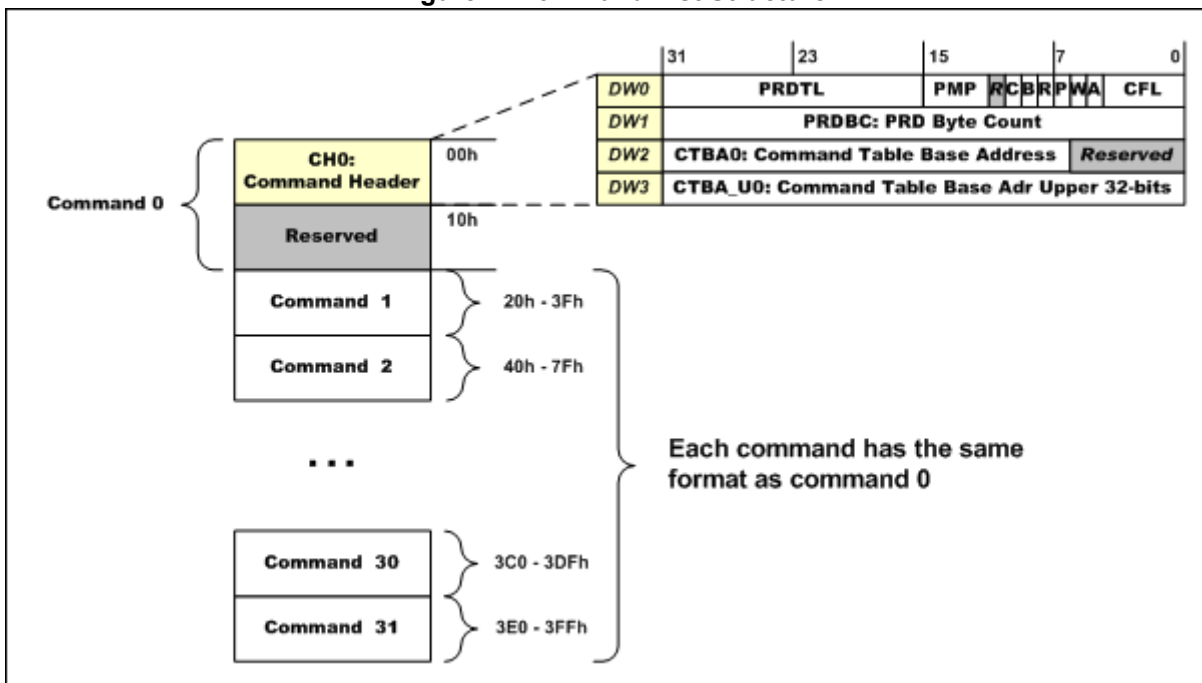 31 23 15 7 0
DW0 PRDTL PMP R C B R P W A CFL
DW1 PRDBC: PRD Byte Count
DW2 CTBA0: Command Table Base Address Reserved
DW3 CTBA_U0: Command Table Base Adr Upper 32-bits
Command 0
CH0:
Command Header
00h
Reserved
10h
Command 1
20h - 3Fh
Command 2
40h - 7Fh
...
Each command has the same
format as command 0
Command 30
3C0 - 3DFh
Command 31
3E0 - 3FFh